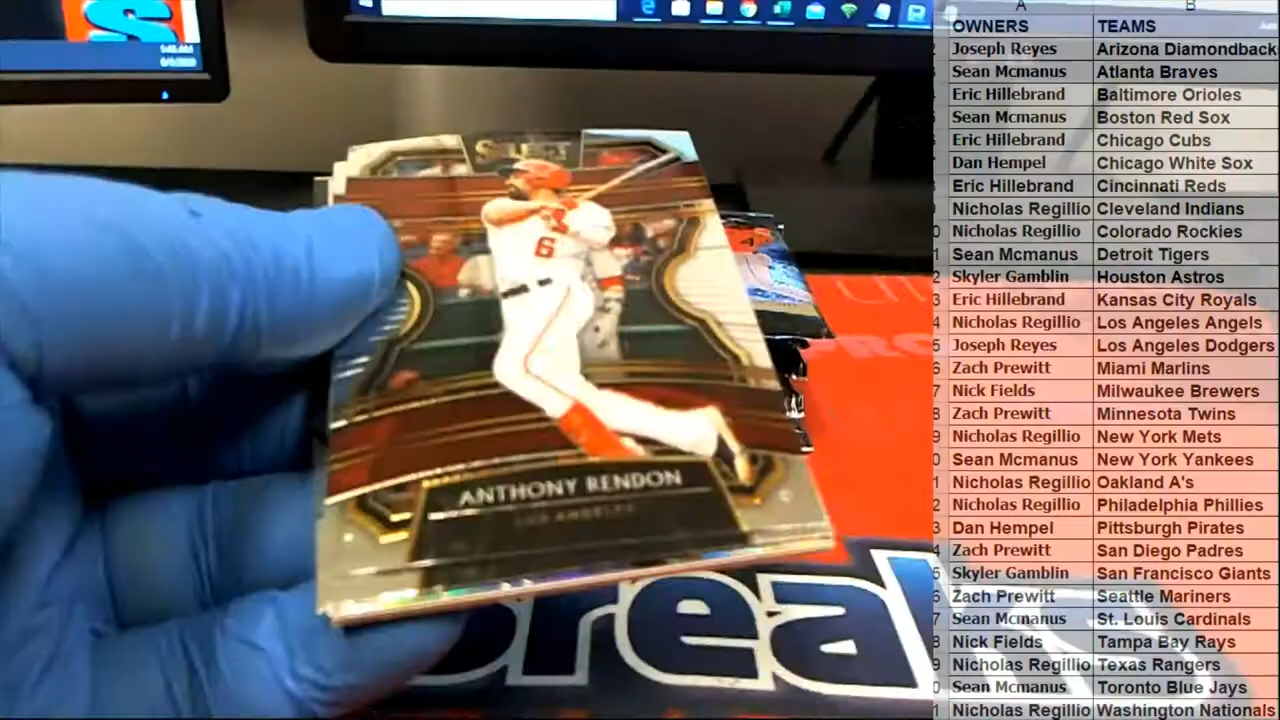 SELECT
6
ANTHONY RENDON
LOS ANGELES
Breaks
A B
OWNERS TEAMS
Joseph Reyes Arizona Diamondback
Sean Mcmanus Atlanta Braves
Eric Hillebrand Baltimore Orioles
Sean Mcmanus Boston Red Sox
Eric Hillebrand Chicago Cubs
Dan Hempel Chicago White Sox
Eric Hillebrand Cincinnati Reds
Nicholas Regillio Cleveland Indians
Nicholas Regillio Colorado Rockies
Sean Mcmanus Detroit Tigers
Skyler Gamblin Houston Astros
Eric Hillebrand Kansas City Royals
Nicholas Regillio Los Angeles Angels
Joseph Reyes Los Angeles Dodgers
Zach Prewitt Miami Marlins
Nick Fields Milwaukee Brewers
Zach Prewitt Minnesota Twins
Nicholas Regillio New York Mets
Sean Mcmanus New York Yankees
Nicholas Regillio Oakland A's
Nicholas Regillio Philadelphia Phillies
Dan Hempel Pittsburgh Pirates
Zach Prewitt San Diego Padres
Skyler Gamblin San Francisco Giants
Zach Prewitt Seattle Mariners
Sean Mcmanus St. Louis Cardinals
Nick Fields Tampa Bay Rays
Nicholas Regillio Texas Rangers
Sean Mcmanus Toronto Blue Jays
Nicholas Regillio Washington Nationals